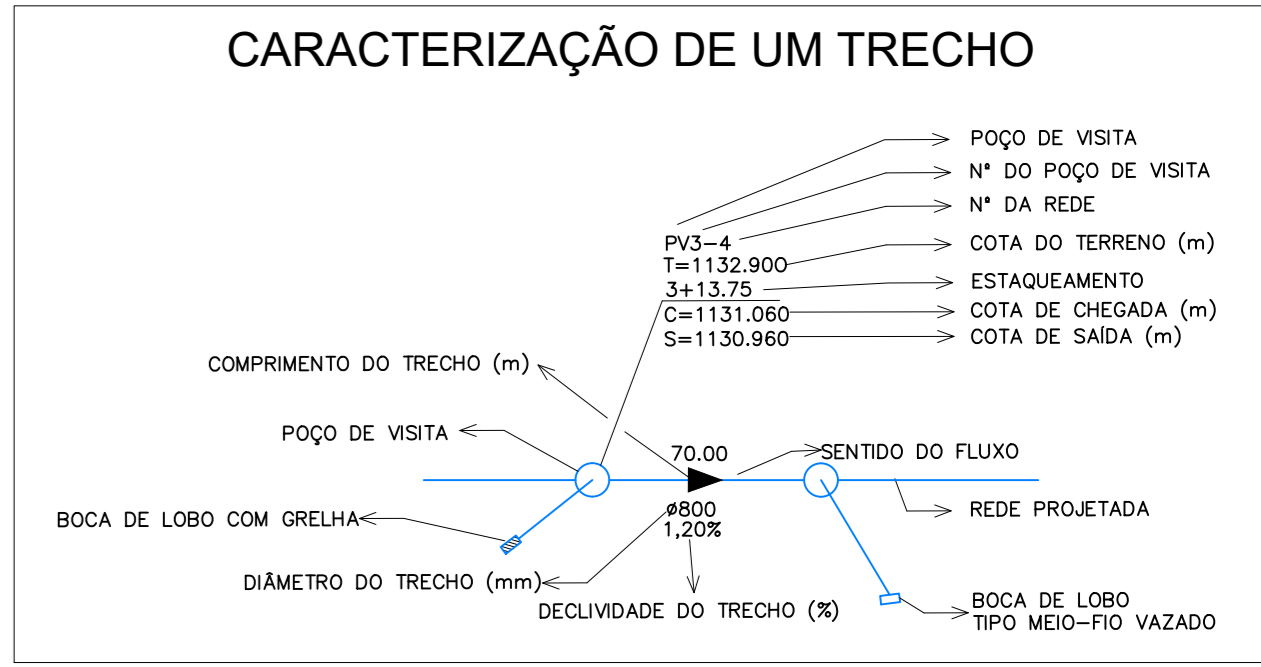 CARACTERIZAÇÃO DE UM TRECHO
POÇO DE VISITA
Nº DO POÇO DE VISITA
Nº DA REDE
PV3-4
T=1132.900
COTA DO TERRENO (m)
3+13.75
ESTAQUEAMENTO
C=1131.060
COTA DE CHEGADA (m)
S=1130.960
COTA DE SAÍDA (m)
COMPRIMENTO DO TRECHO (m)
POÇO DE VISITA
70.00
SENTIDO DO FLUXO
BOCA DE LOBO COM GRELHA
ø800
1,20%
REDE PROJETADA
DIÂMETRO DO TRECHO (mm)
DECLIVIDADE DO TRECHO (%)
BOCA DE LOBO
TIPO MEIO-FIO VAZADO